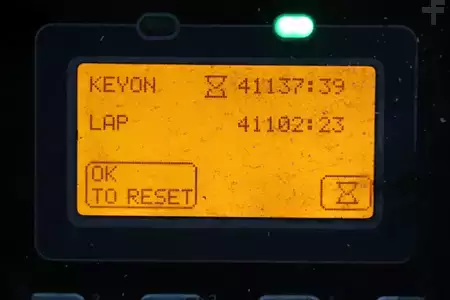 KEYON 41137:39
LAP 41102:23
OK
TO RESET